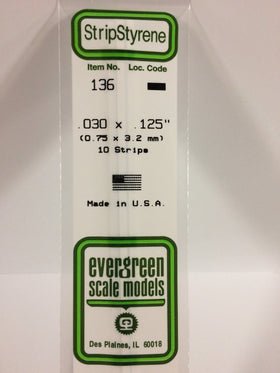 StripStyrene
Item No. Loc. Code
136
.030 x .125"
(0.75 x 3.2 mm)
10 Strips
Made in U.S.A.
evergreen
scale models
Des Plaines, IL 60018